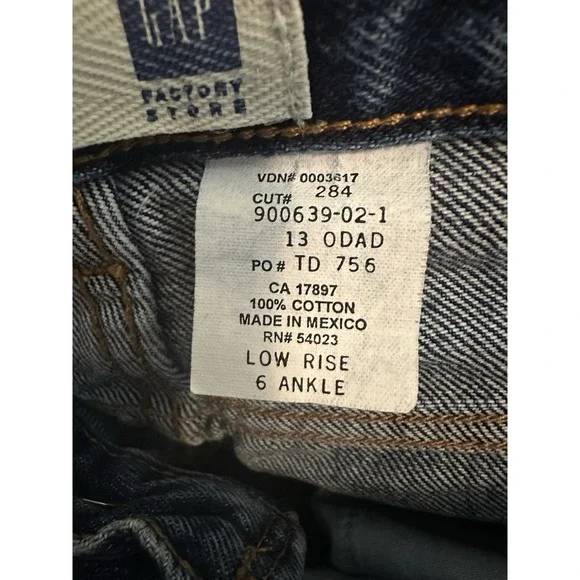 GAP
FACTORY
STORE
VDN# 0003617
CUT# 284
900639-02-1
13 ODAD
PO# TD 756
CA 17897
100% COTTON
MADE IN MEXICO
RN# 54023
LOW RISE
6 ANKLE